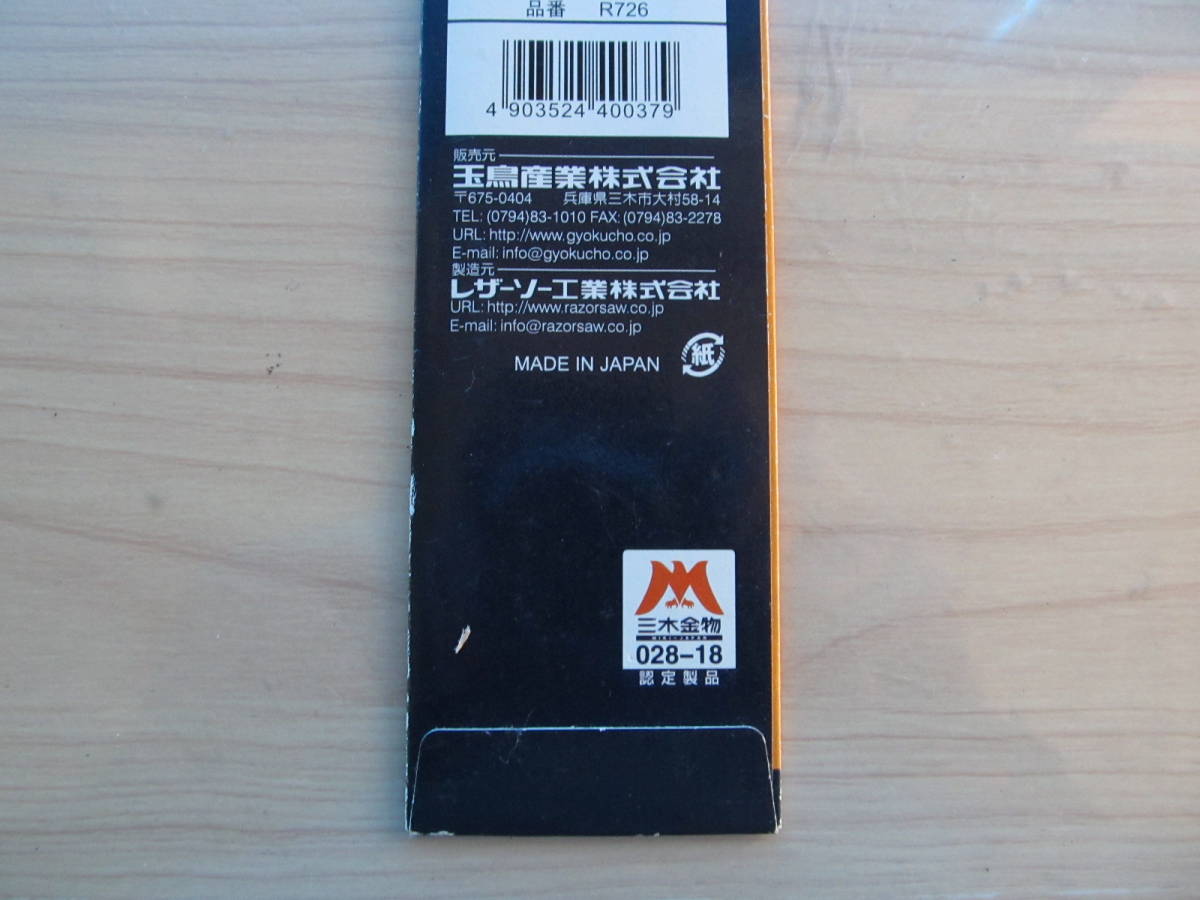 品番 R726
4 903524 400379
販売元
玉鳥産業株式会社
〒675-0404 兵庫県三木市大村58-14
TEL: (0794)83-1010 FAX: (0794)83-2278
URL: http://www.gyokucho.co.jp
E-mail: info@gyokucho.co.jp
製造元
レザーソー工業株式会社
URL: http://www.razorsaw.co.jp
E-mail: info@razorsaw.co.jp
MADE IN JAPAN
紙
三木金物
MIKI-JAPAN
028-18
認定製品